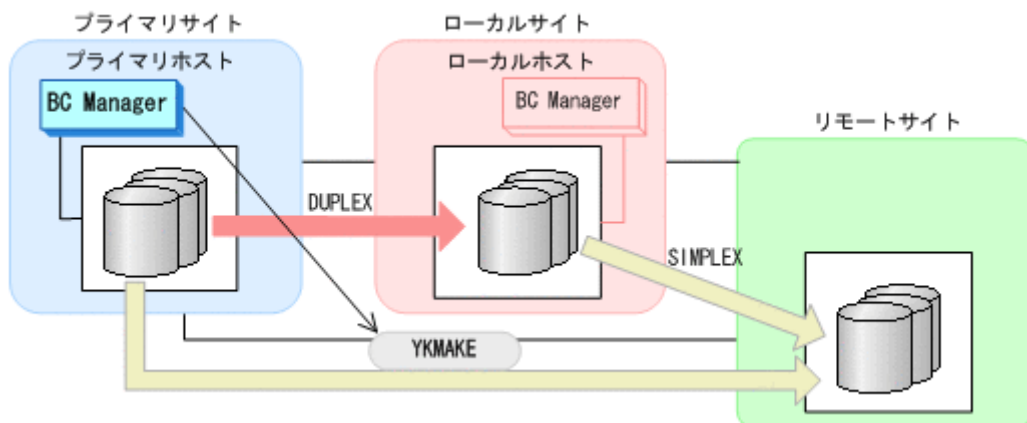 プライマリサイト
ローカルサイト
プライマリホスト
ローカルホスト
BC Manager
BC Manager
リモートサイト
DUPLEX
SIMPLEX
YKMAKE